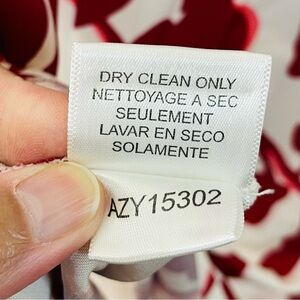 DRY CLEAN ONLY
NETTOYAGE A SEC
SEULEMENT
LAVAR EN SECO
SOLAMENTE
AZY15302